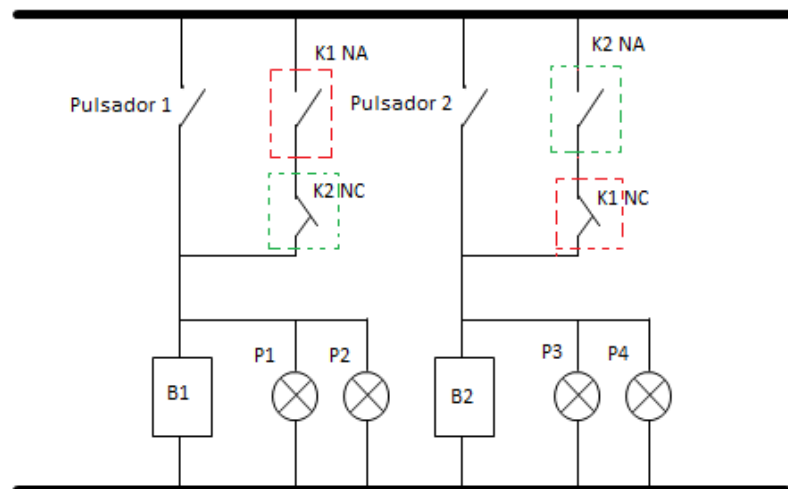 K1 NA
K2 NA
Pulsador 1
Pulsador 2
K2 NC
K1 NC
P1
P2
P3
P4
B1
B2